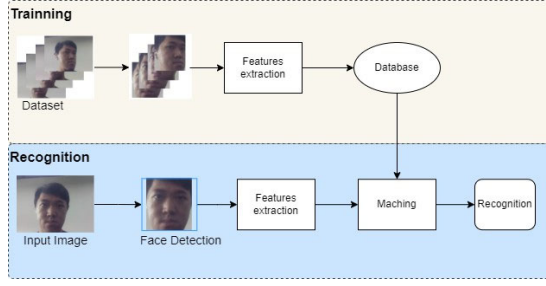 Trainning
Features
extraction
Database
Dataset
Recognition
Features
extraction
Maching
Recognition
Input Image
Face Detection